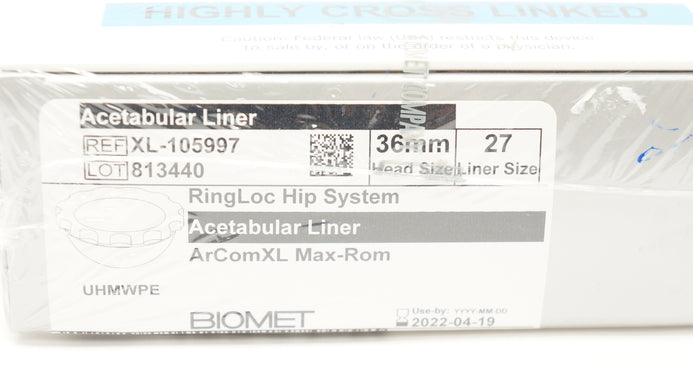 HIGHLY CROSS LINKED
Caution: Federal law (USA) restricts this device
to sale by, or on the order of a physician.
Acetabular Liner
REF XL-105997
LOT 813440
36mm
Head Size
27
Liner Size
RingLoc Hip System
Acetabular Liner
ArComXL Max-Rom
UHMWPE
BIOMET
Use-by: YYYY-MM-DD
2022-04-19